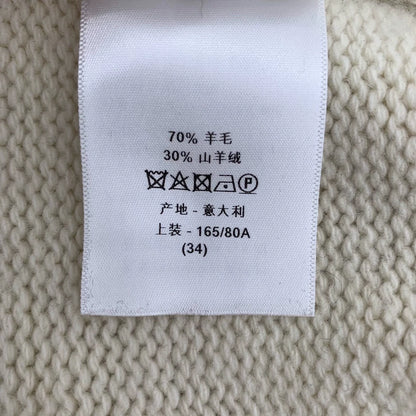 70% 羊毛
30% 山羊绒
产地 - 意大利
上装 - 165/80A
(34)